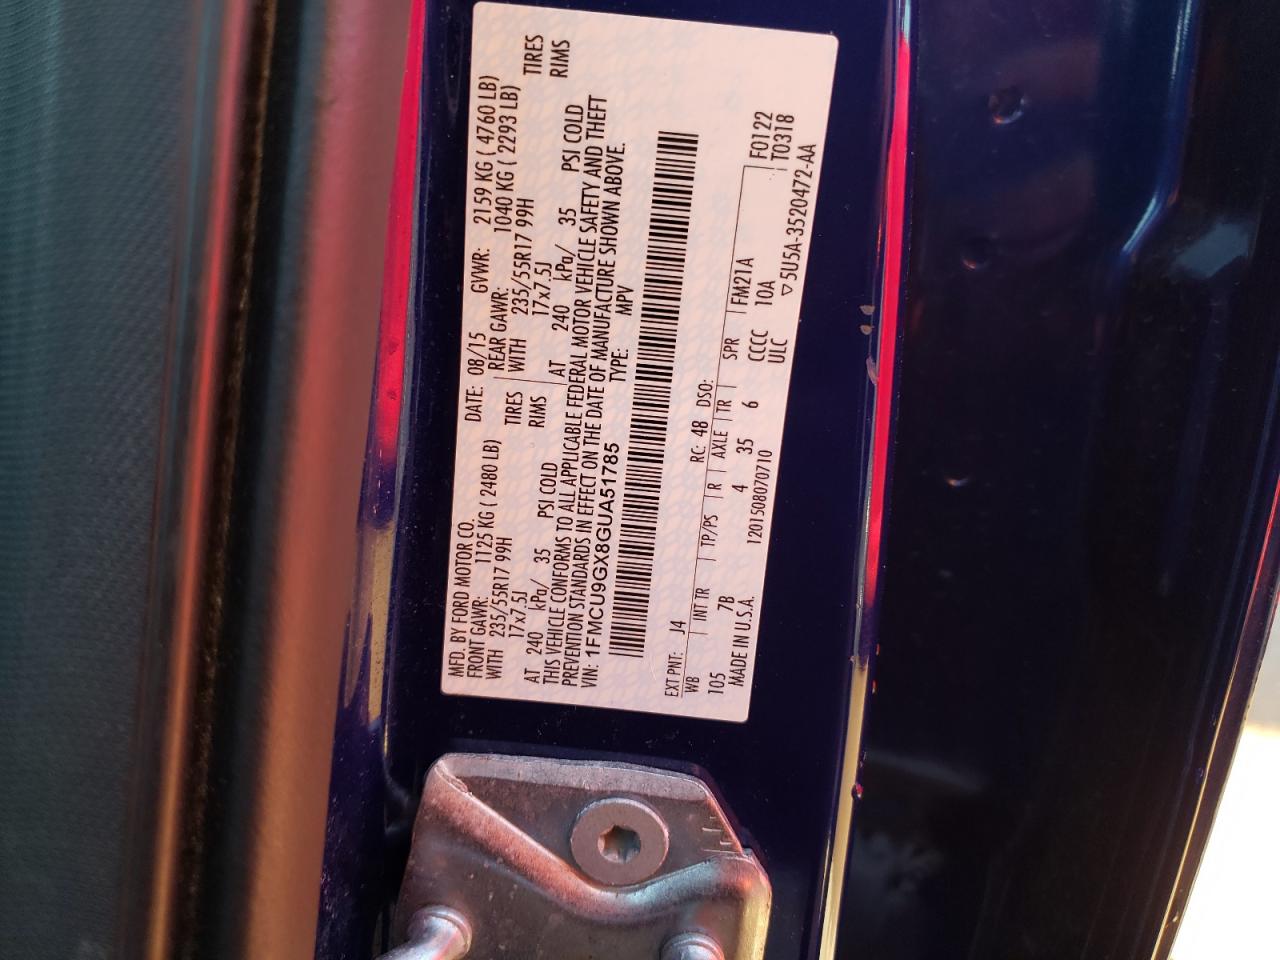 MFD. BY FORD MOTOR CO. DATE: 08/15 GVWR: 2159 KG ( 4760 LB)
FRONT GAWR: 1125 KG ( 2480 LB) REAR GAWR: 1040 KG ( 2293 LB)
WITH 235/55R17 99H TIRES WITH 235/55R17 99H TIRES
17x7.5J RIMS 17x7.5J RIMS
AT 240 kPa/ 35 PSI COLD AT 240 kPa/ 35 PSI COLD
THIS VEHICLE CONFORMS TO ALL APPLICABLE FEDERAL MOTOR VEHICLE SAFETY AND THEFT
PREVENTION STANDARDS IN EFFECT ON THE DATE OF MANUFACTURE SHOWN ABOVE.
VIN: 1FMCU9GX8GUA51785 TYPE: MPV
EXT PNT: J4 RC: 48 DSO: F0122
WB INT TR TP/PS R AXLE TR SPR FM21A T0318
105 7B 4 35 6 CCCC 10A
MADE IN U.S.A. 1201508070710 ULC ▽5U5A-3520472-AA